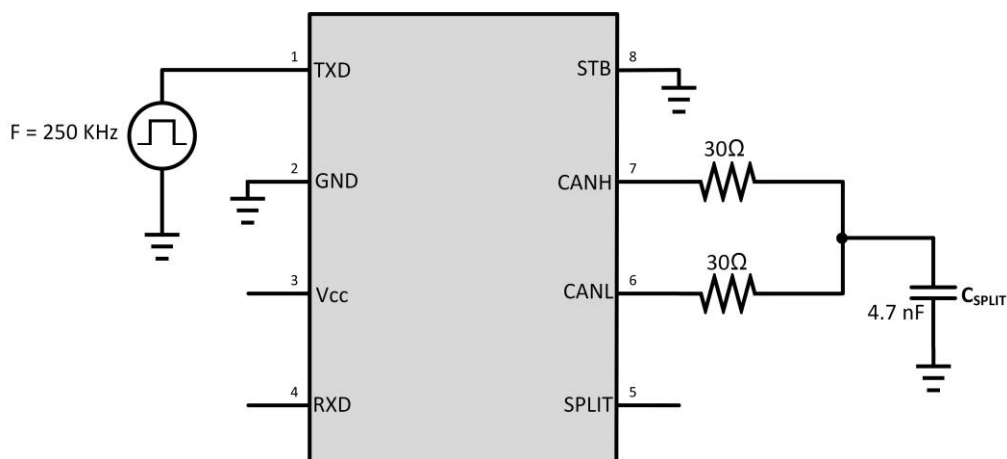 1
TXD
STB
8
F = 250 KHz
30Ω
2
GND
CANH
7
30Ω
3
Vcc
CANL
6
4.7 nF
CSPLIT
4
RXD
SPLIT
5